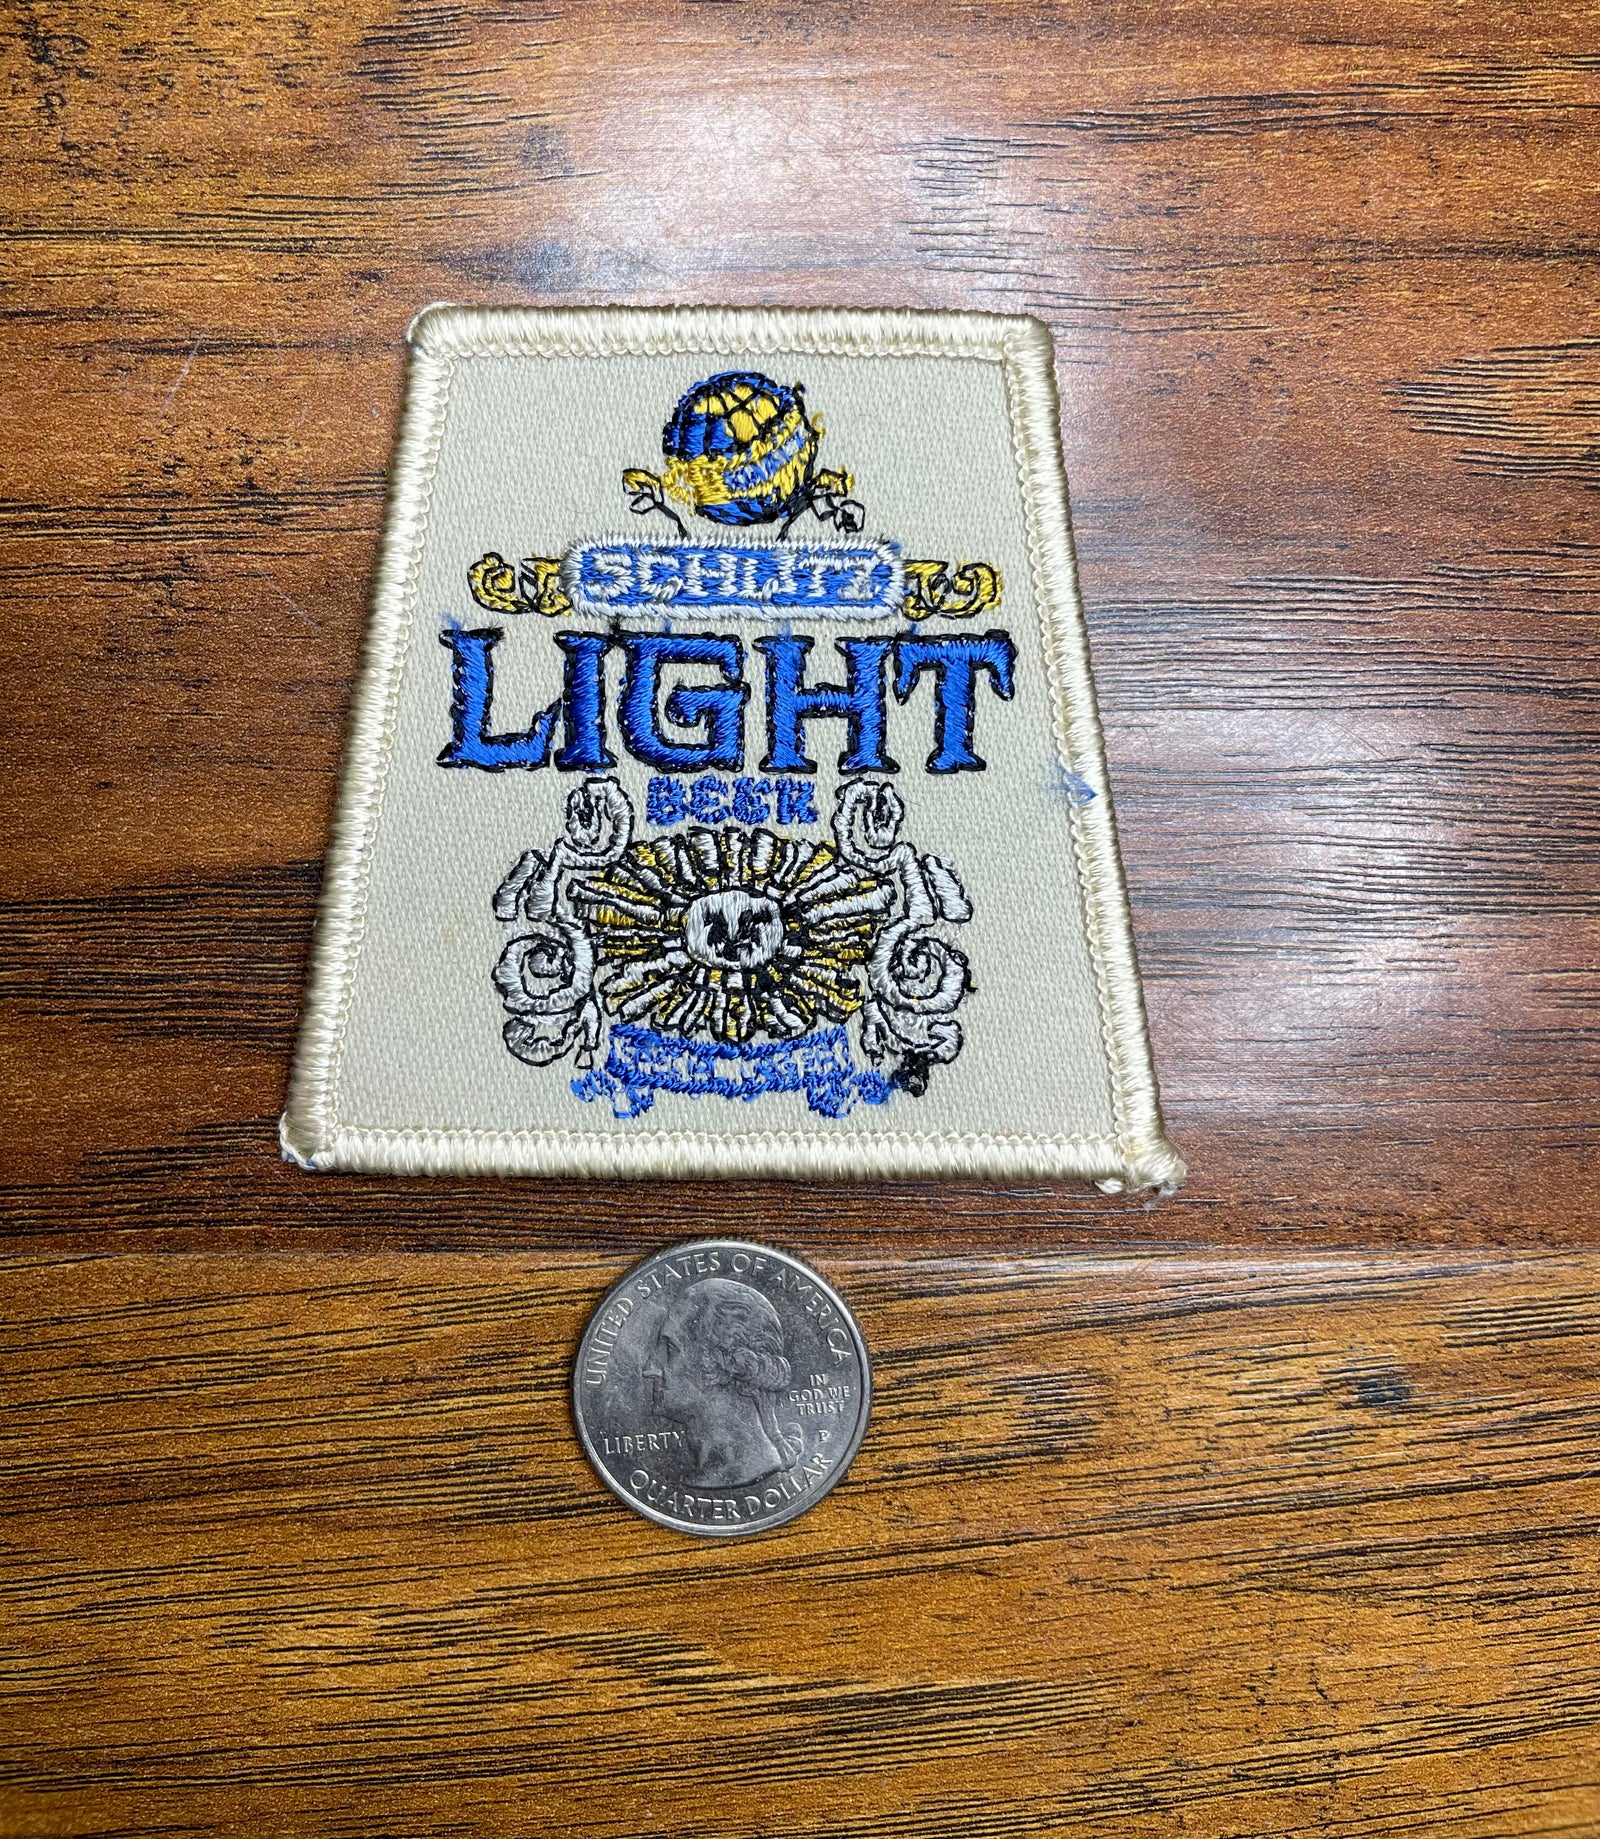 SCHLITZ
LIGHT
BEER
UNITED STATES OF AMERICA
IN
GOD WE
TRUST
LIBERTY
P
QUARTER DOLLAR